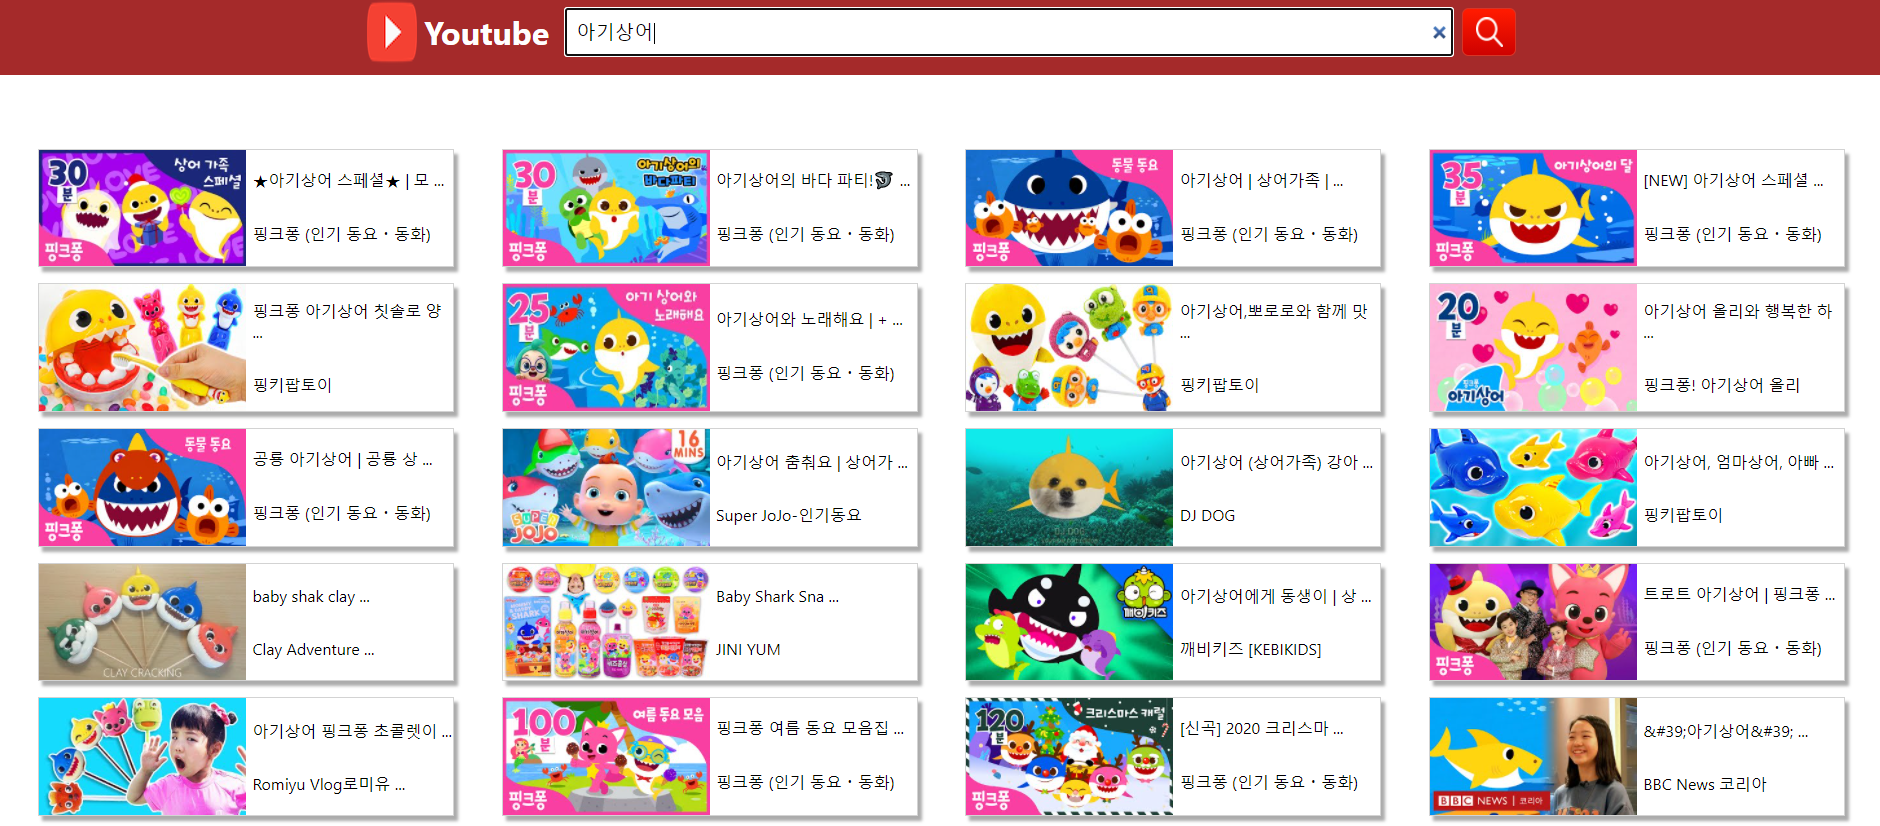 Youtube
아기상어
30분
상어 가족
스페셜
핑크퐁
★아기상어 스페셜★ | 모 ...
핑크퐁 (인기 동요・동화)
30분
아기상어의
바다파티
핑크퐁
아기상어의 바다 파티! ...
핑크퐁 (인기 동요・동화)
동물 동요
핑크퐁
아기상어 | 상어가족 | ...
핑크퐁 (인기 동요・동화)
35분
아기상어의 달
핑크퐁
[NEW] 아기상어 스페셜 ...
핑크퐁 (인기 동요・동화)
핑크퐁 아기상어 칫솔로 양
...
핑키팝토이
25분
아기 상어와
노래해요
핑크퐁
아기상어와 노래해요 | + ...
핑크퐁 (인기 동요・동화)
아기상어,뽀로로와 함께 맛
...
핑키팝토이
20분
핑크퐁
아기상어
아기상어 올리와 행복한 하
...
핑크퐁! 아기상어 올리
동물 동요
핑크퐁
공룡 아기상어 | 공룡 상 ...
핑크퐁 (인기 동요・동화)
16
MINS
SUPER
JOJO
아기상어 춤춰요 | 상어가 ...
Super JoJo-인기동요
DJ DOG
아기상어 (상어가족) 강아 ...
DJ DOG
아기상어, 엄마상어, 아빠 ...
핑키팝토이
CLAY CRACKING
baby shak clay ...
Clay Adventure ...
Baby Shark Sna ...
JINI YUM
깨비키즈
아기상어에게 동생이 | 상 ...
깨비키즈 [KEBIKIDS]
핑크퐁
트로트 아기상어 | 핑크퐁 ...
핑크퐁 (인기 동요・동화)
아기상어 핑크퐁 초콜렛이 ...
Romiyu Vlog로미유 ...
100분
여름 동요 모음
핑크퐁
핑크퐁 여름 동요 모음집 ...
핑크퐁 (인기 동요・동화)
120분
크리스마스 캐럴
핑크퐁
[신곡] 2020 크리스마 ...
핑크퐁 (인기 동요・동화)
BBC NEWS | 코리아
&#39;아기상어&#39; ...
BBC News 코리아